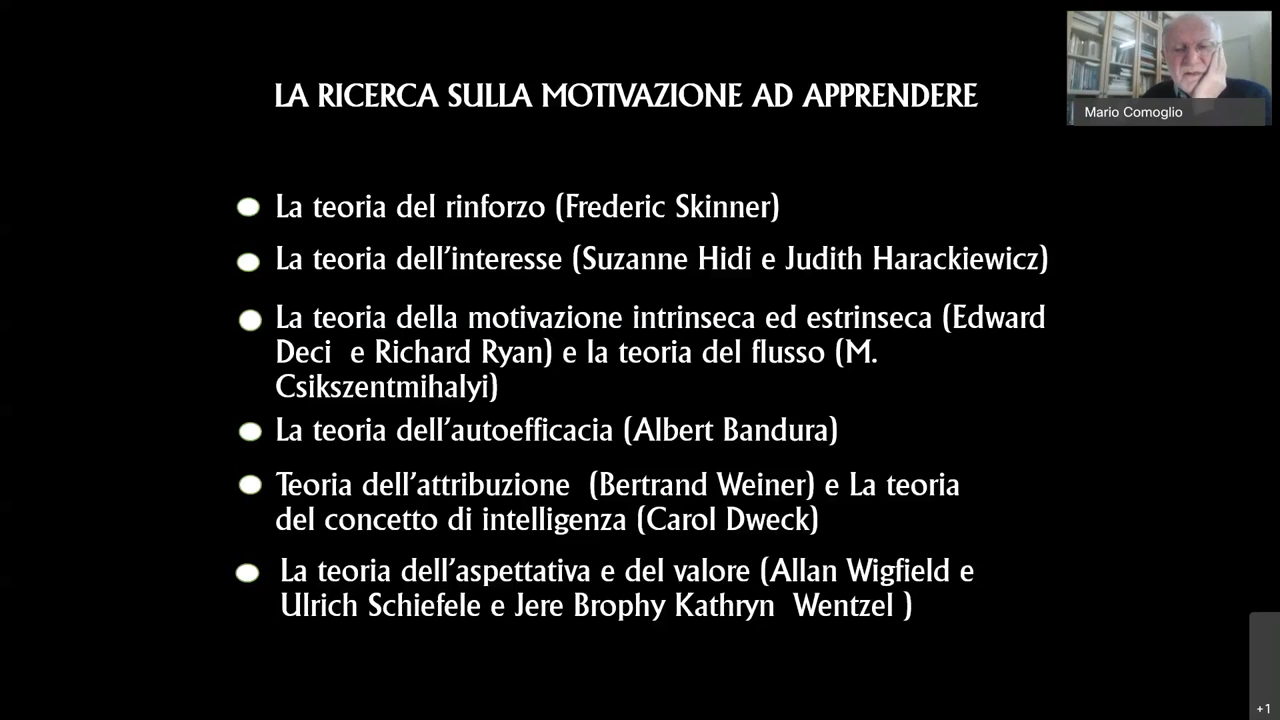 LA RICERCA SULLA MOTIVAZIONE AD APPRENDERE
Mario Comoglio
La teoria del rinforzo (Frederic Skinner)
La teoria dell'interesse (Suzanne Hidi e Judith Harackiewicz)
La teoria della motivazione intrinseca ed estrinseca (Edward
Deci e Richard Ryan) e la teoria del flusso (M.
Csikszentmihalyi)
La teoria dell'autoefficacia (Albert Bandura)
Teoria dell'attribuzione (Bertrand Weiner) e La teoria
del concetto di intelligenza (Carol Dweck)
La teoria dell'aspettativa e del valore (Allan Wigfield e
Ulrich Schiefele e Jere Brophy Kathryn Wentzel )
+1